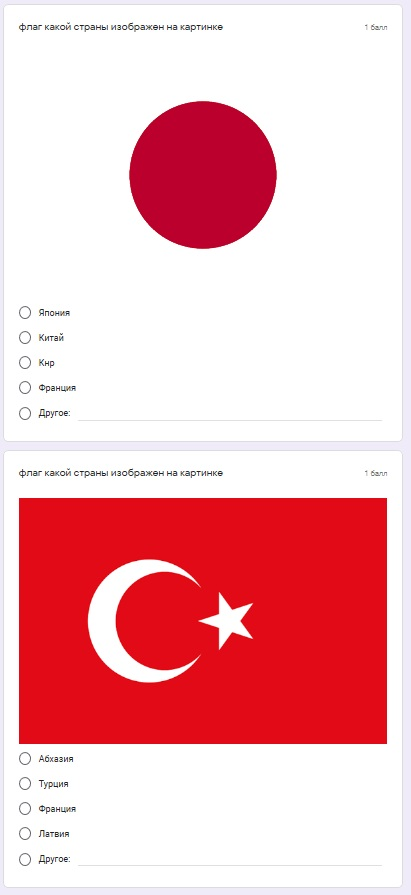 флаг какой страны изображен на картинке 1 балл
Япония
Китай
Кнр
Франция
Другое:
флаг какой страны изображен на картинке 1 балл
Абхазия
Турция
Франция
Латвия
Другое: